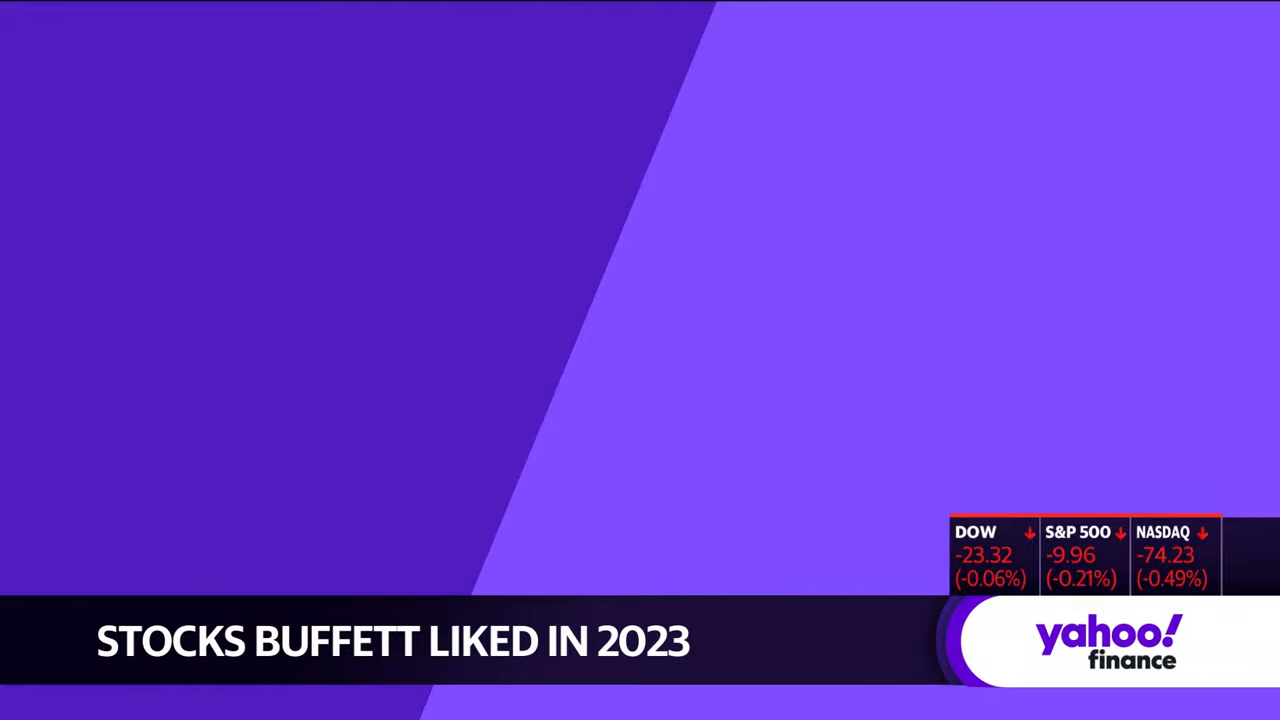 DOW ↓ S&P 500 ↓ NASDAQ ↓
-23.32 -9.96 -74.23
(-0.06%) (-0.21%) (-0.49%)
STOCKS BUFFETT LIKED IN 2023
yahoo!
finance